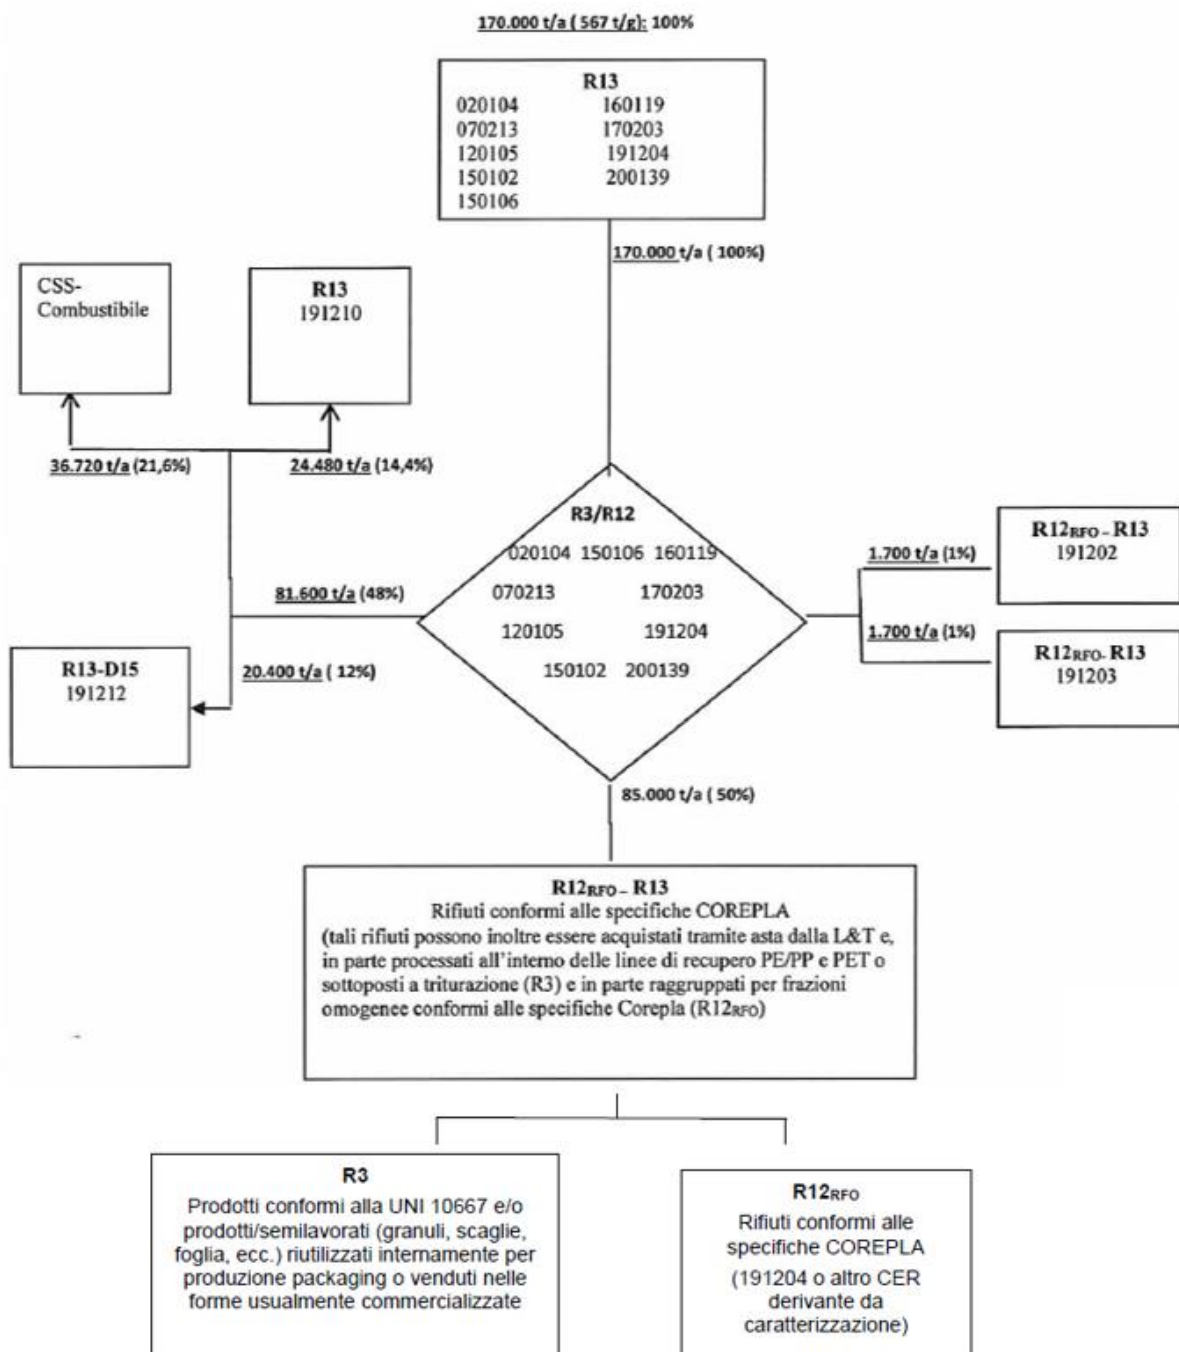 170.000 t/a ( 567 t/g): 100%
R13
020104 160119
070213 170203
120105 191204
150102 200139
150106
170.000 t/a ( 100%)
CSS-
Combustibile
R13
191210
36.720 t/a (21,6%)
24.480 t/a (14,4%)
R3/R12
020104 150106 160119
070213 170203
120105 191204
150102 200139
81.600 t/a (48%)
1.700 t/a (1%)
R12RFO – R13
191202
1.700 t/a (1%)
R12RFO- R13
191203
R13-D15
191212
20.400 t/a ( 12%)
85.000 t/a ( 50%)
R12RFO – R13
Rifiuti conformi alle specifiche COREPLA
(tali rifiuti possono inoltre essere acquistati tramite asta dalla L&T e,
in parte processati all'interno delle linee di recupero PE/PP e PET o
sottoposti a triturazione (R3) e in parte raggruppati per frazioni
omogenee conformi alle specifiche Corepla (R12RFO)
R3
Prodotti conformi alla UNI 10667 e/o
prodotti/semilavorati (granuli, scaglie,
foglia, ecc.) riutilizzati internamente per
produzione packaging o venduti nelle
forme usualmente commercializzate
R12RFO
Rifiuti conformi alle
specifiche COREPLA
(191204 o altro CER
derivante da
caratterizzazione)